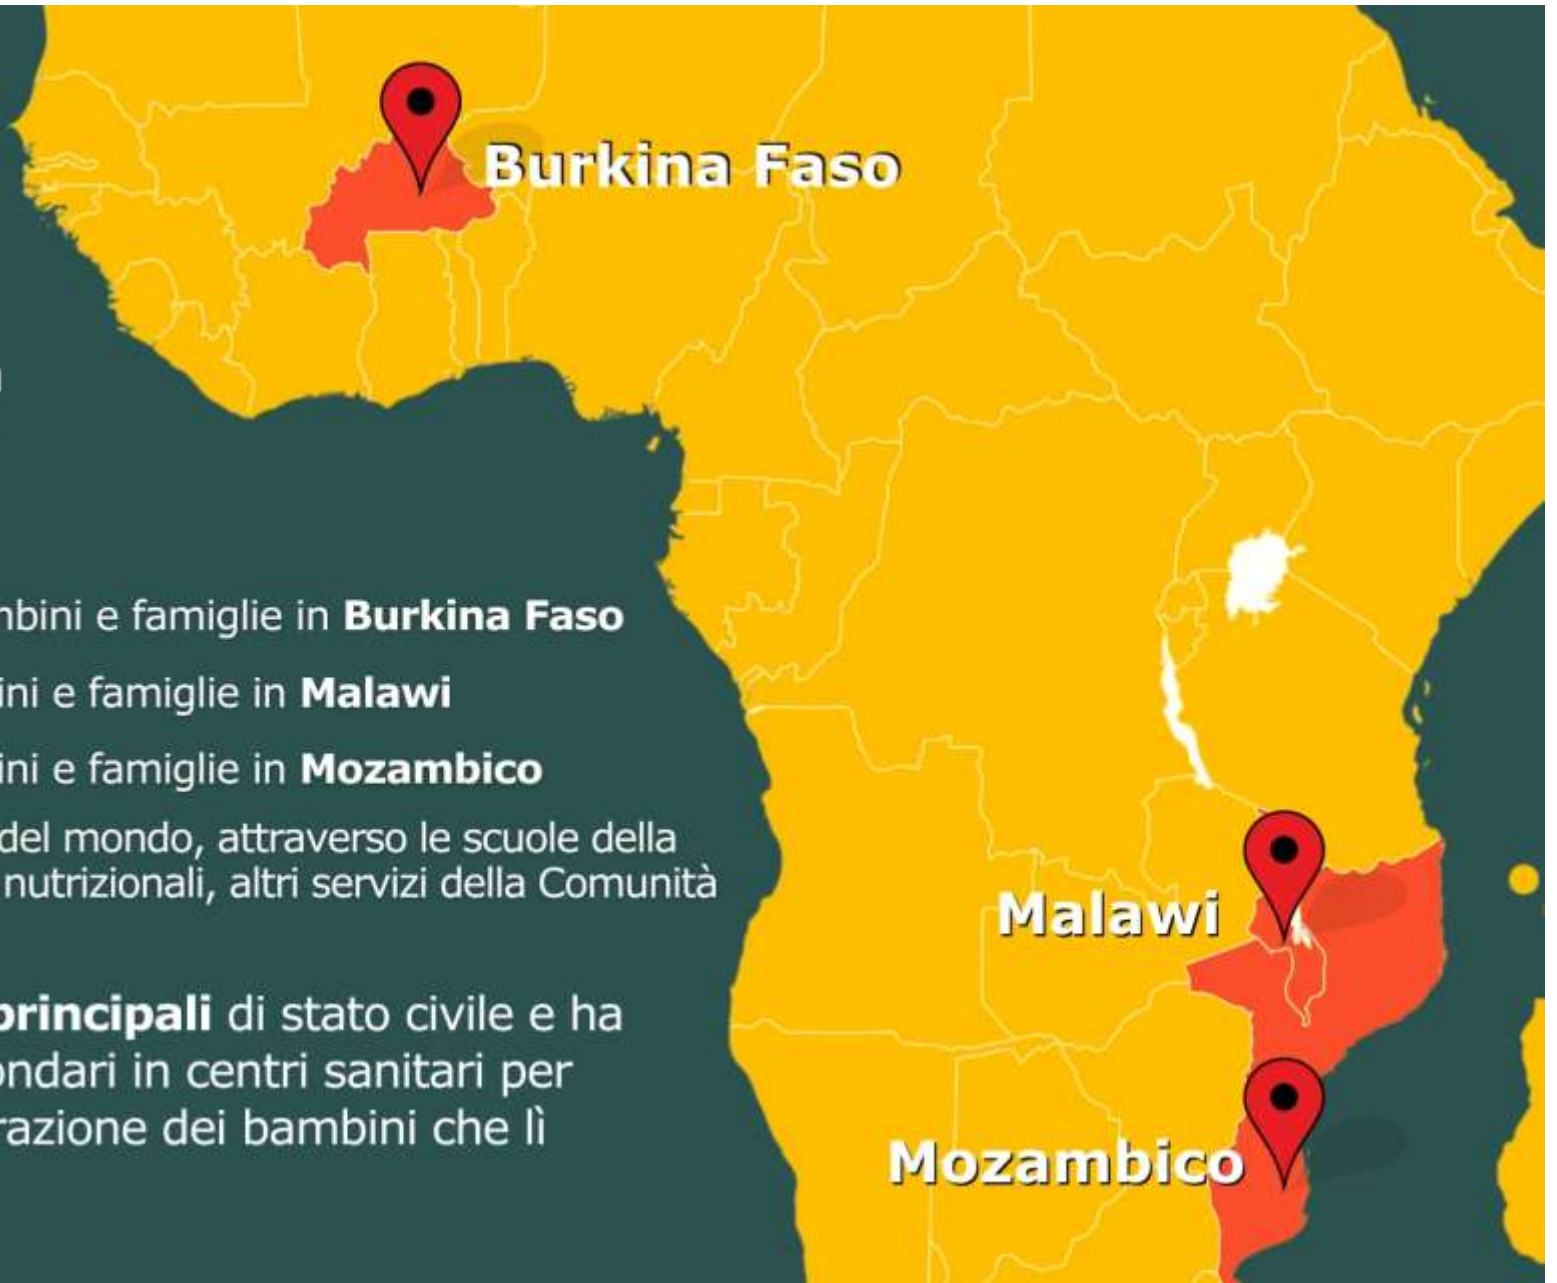 Burkina Faso
mbini e famiglie in Burkina Faso
ini e famiglie in Malawi
ini e famiglie in Mozambico
del mondo, attraverso le scuole della
nutrizionali, altri servizi della Comunità
Malawi
principali di stato civile e ha
ondari in centri sanitari per
razione dei bambini che lì
Mozambico